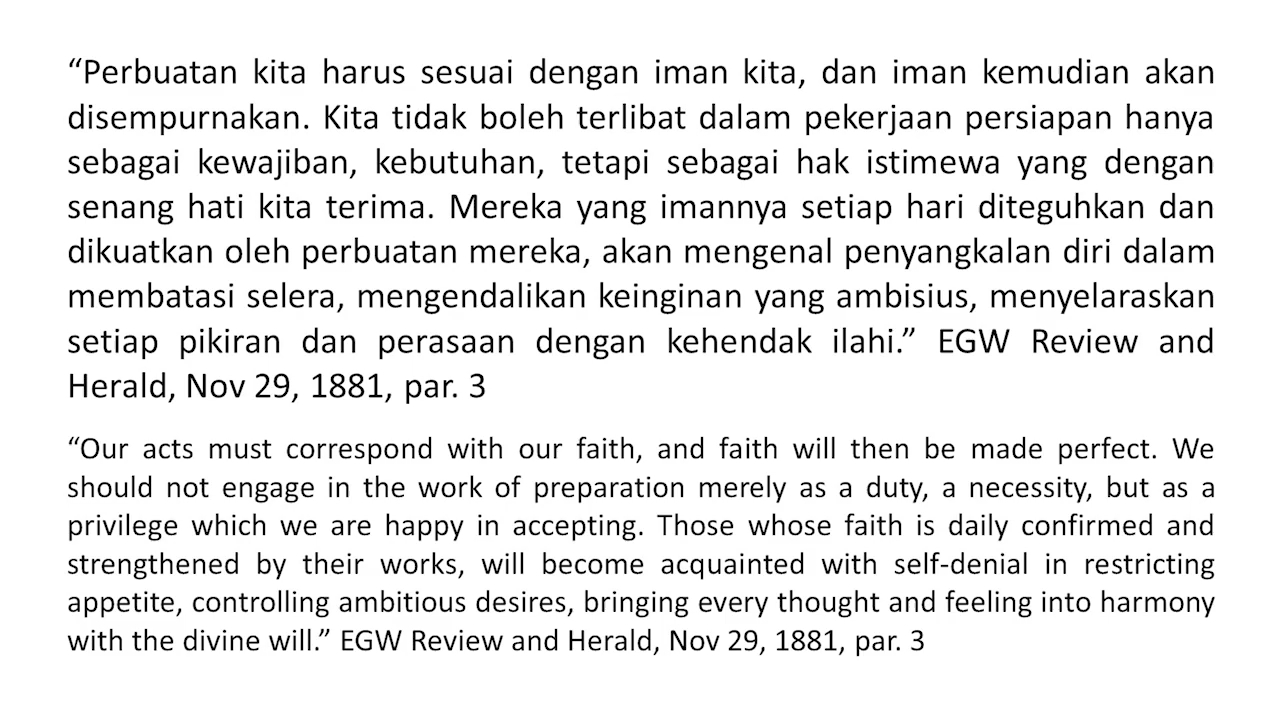 “Perbuatan kita harus sesuai dengan iman kita, dan iman kemudian akan
disempurnakan. Kita tidak boleh terlibat dalam pekerjaan persiapan hanya
sebagai kewajiban, kebutuhan, tetapi sebagai hak istimewa yang dengan
senang hati kita terima. Mereka yang imannya setiap hari diteguhkan dan
dikuatkan oleh perbuatan mereka, akan mengenal penyangkalan diri dalam
membatasi selera, mengendalikan keinginan yang ambisius, menyelaraskan
setiap pikiran dan perasaan dengan kehendak ilahi.” EGW Review and
Herald, Nov 29, 1881, par. 3
“Our acts must correspond with our faith, and faith will then be made perfect. We
should not engage in the work of preparation merely as a duty, a necessity, but as a
privilege which we are happy in accepting. Those whose faith is daily confirmed and
strengthened by their works, will become acquainted with self-denial in restricting
appetite, controlling ambitious desires, bringing every thought and feeling into harmony
with the divine will.” EGW Review and Herald, Nov 29, 1881, par. 3